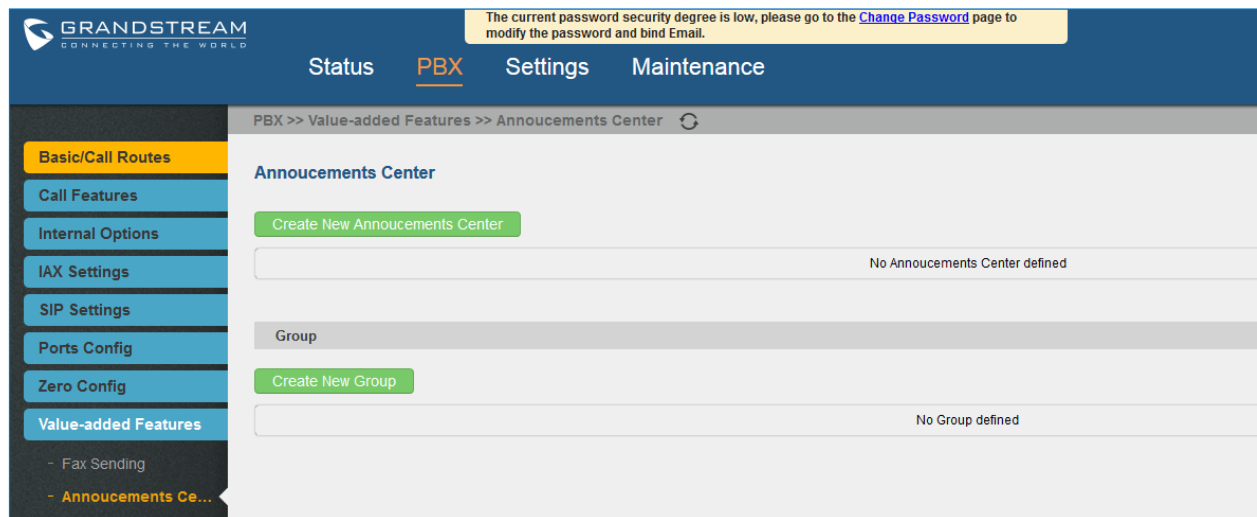 GRANDSTREAM
CONNECTING THE WORLD
The current password security degree is low, please go to the Change Password page to
modify the password and bind Email.
Status PBX Settings Maintenance
PBX >> Value-added Features >> Annoucements Center
Basic/Call Routes
Call Features
Internal Options
IAX Settings
SIP Settings
Ports Config
Zero Config
Value-added Features
- Fax Sending
- Annoucements Ce...
Annoucements Center
Create New Annoucements Center
No Annoucements Center defined
Group
Create New Group
No Group defined